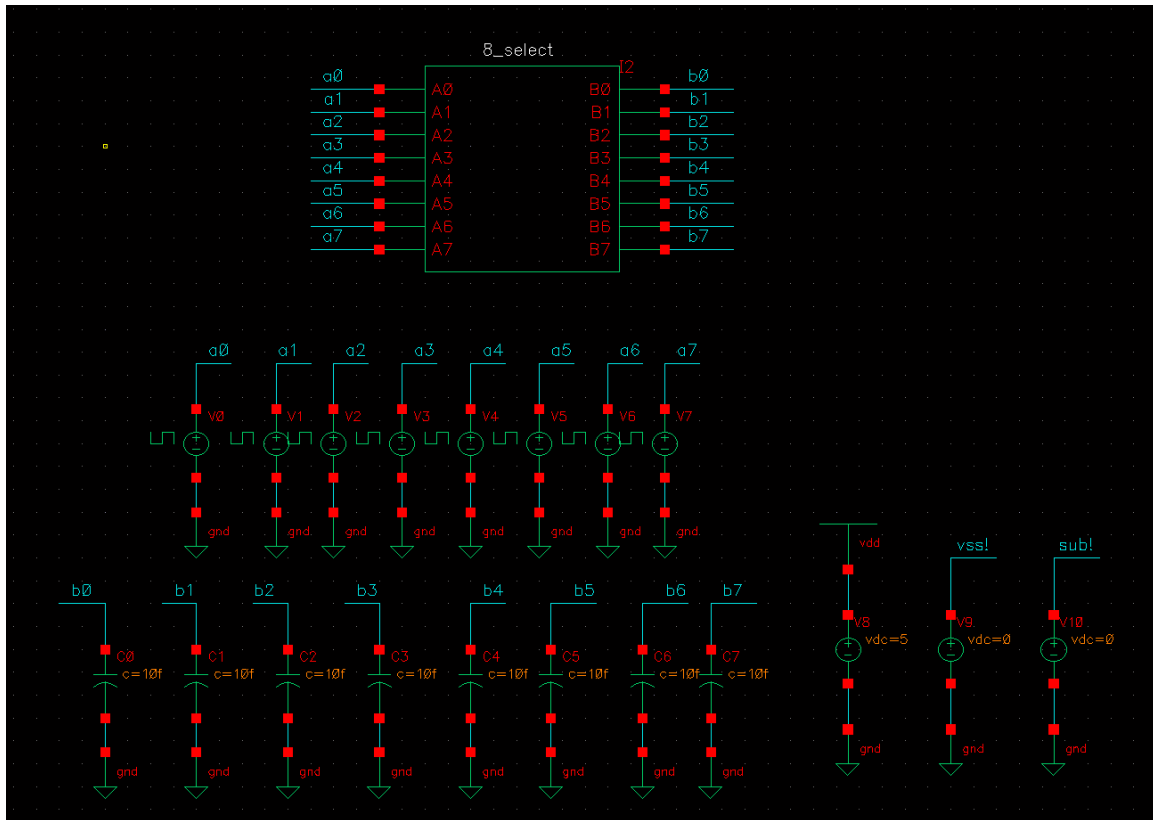 8_select
I2
a0 A0 B0 b0
a1 A1 B1 b1
a2 A2 B2 b2
a3 A3 B3 b3
a4 A4 B4 b4
a5 A5 B5 b5
a6 A6 B6 b6
a7 A7 B7 b7
a0 a1 a2 a3 a4 a5 a6 a7
V0 V1 V2 V3 V4 V5 V6 V7
gnd gnd gnd gnd gnd gnd gnd gnd
vdd vss! sub!
b0 b1 b2 b3 b4 b5 b6 b7
V8 V9 V10
vdc=5 vdc=0 vdc=0
C0 C1 C2 C3 C4 C5 C6 C7
c=10f c=10f c=10f c=10f c=10f c=10f c=10f c=10f
gnd gnd gnd
gnd gnd gnd gnd gnd gnd gnd gnd